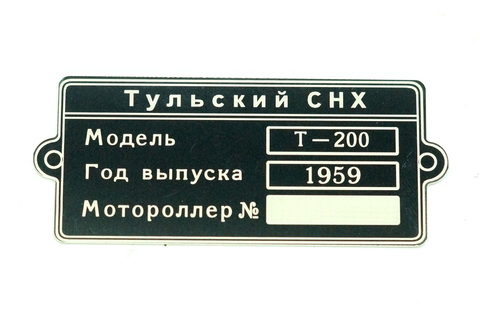 Тульский СНХ
Модель Т—200
Год выпуска 1959
Мотороллер №